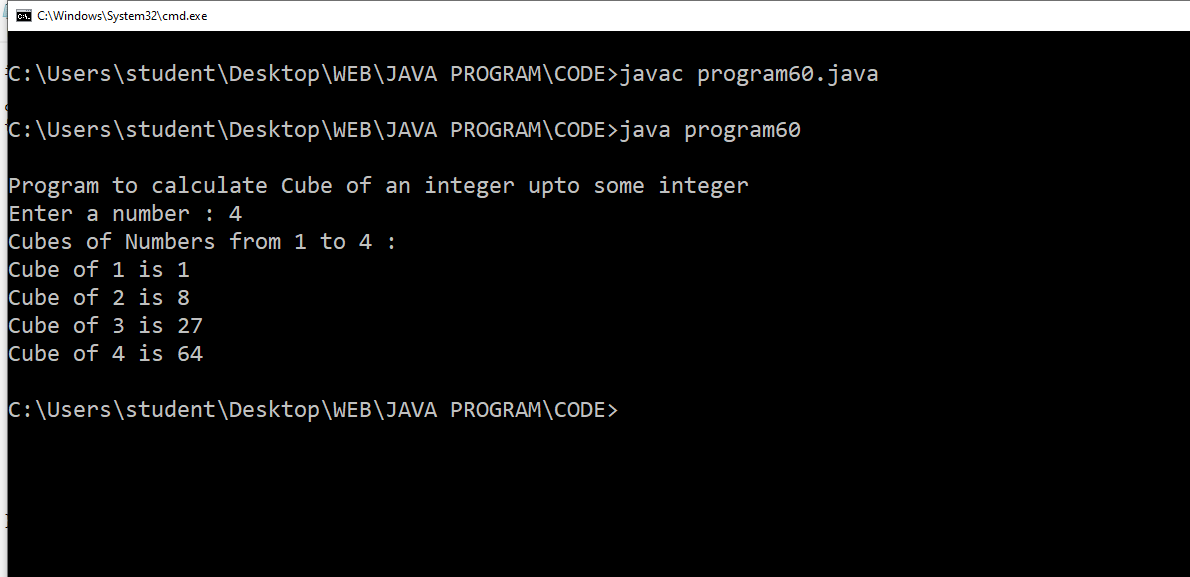 C:\Windows\System32\cmd.exe
C:\Users\student\Desktop\WEB\JAVA PROGRAM\CODE>javac program60.java
C:\Users\student\Desktop\WEB\JAVA PROGRAM\CODE>java program60
Program to calculate Cube of an integer upto some integer
Enter a number : 4
Cubes of Numbers from 1 to 4 :
Cube of 1 is 1
Cube of 2 is 8
Cube of 3 is 27
Cube of 4 is 64
C:\Users\student\Desktop\WEB\JAVA PROGRAM\CODE>